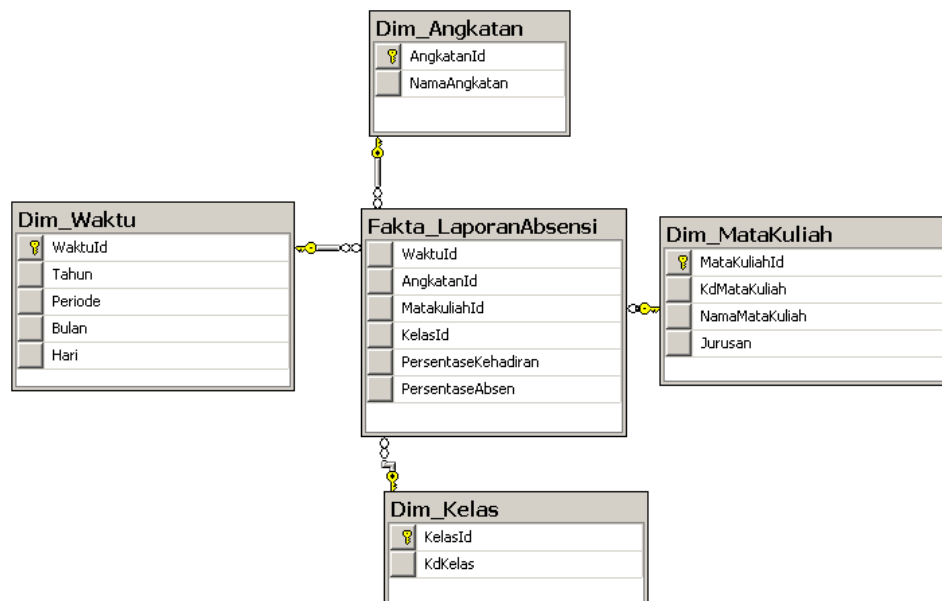 Dim_Angkatan
AngkatanId
NamaAngkatan
Dim_Waktu
WaktuId
Tahun
Periode
Bulan
Hari
Fakta_LaporanAbsensi
WaktuId
AngkatanId
MatakuliahId
KelasId
PersentaseKehadiran
PersentaseAbsen
Dim_MataKuliah
MataKuliahId
KdMataKuliah
NamaMataKuliah
Jurusan
Dim_Kelas
KelasId
KdKelas